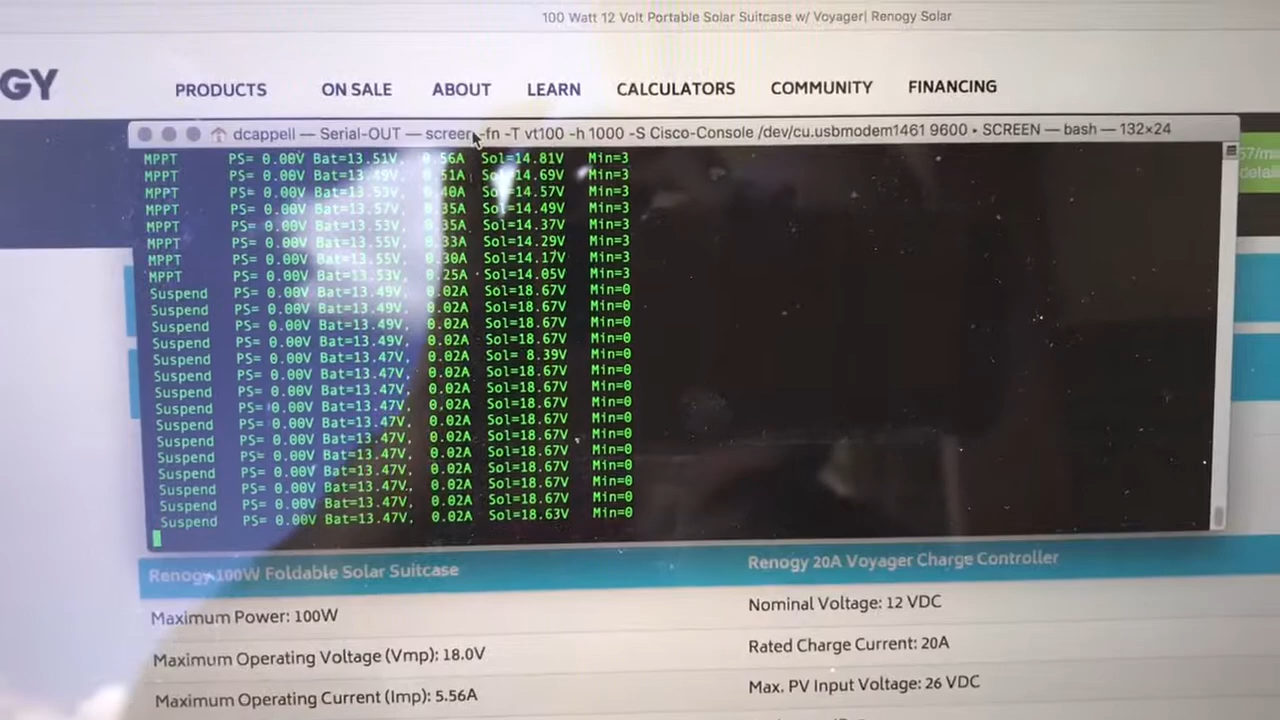 100 Watt 12 Volt Portable Solar Suitcase w/ Voyager| Renogy Solar
GY PRODUCTS ON SALE ABOUT LEARN CALCULATORS COMMUNITY FINANCING
dcappell — Serial-OUT — screen -fn -T vt100 -h 1000 -S Cisco-Console /dev/cu.usbmodem1461 9600 • SCREEN — bash — 132×24
MPPT PS= 0.00V Bat=13.51V, 0.56A Sol=14.81V Min=3
MPPT PS= 0.00V Bat=13.49V, 0.51A Sol=14.69V Min=3
MPPT PS= 0.00V Bat=13.53V, 0.40A Sol=14.57V Min=3
MPPT PS= 0.00V Bat=13.57V, 0.35A Sol=14.49V Min=3
MPPT PS= 0.00V Bat=13.53V, 0.35A Sol=14.37V Min=3
MPPT PS= 0.00V Bat=13.55V, 0.33A Sol=14.29V Min=3
MPPT PS= 0.00V Bat=13.55V, 0.30A Sol=14.17V Min=3
MPPT PS= 0.00V Bat=13.53V, 0.25A Sol=14.05V Min=3
Suspend PS= 0.00V Bat=13.49V, 0.02A Sol=18.67V Min=0
Suspend PS= 0.00V Bat=13.49V, 0.02A Sol=18.67V Min=0
Suspend PS= 0.00V Bat=13.49V, 0.02A Sol=18.67V Min=0
Suspend PS= 0.00V Bat=13.49V, 0.02A Sol=18.67V Min=0
Suspend PS= 0.00V Bat=13.47V, 0.02A Sol= 8.39V Min=0
Suspend PS= 0.00V Bat=13.47V, 0.02A Sol=18.67V Min=0
Suspend PS= 0.00V Bat=13.47V, 0.02A Sol=18.67V Min=0
Suspend PS= 0.00V Bat=13.47V, 0.02A Sol=18.67V Min=0
Suspend PS= 0.00V Bat=13.47V, 0.02A Sol=18.67V Min=0
Suspend PS= 0.00V Bat=13.47V, 0.02A Sol=18.67V Min=0
Suspend PS= 0.00V Bat=13.47V, 0.02A Sol=18.67V Min=0
Suspend PS= 0.00V Bat=13.47V, 0.02A Sol=18.67V Min=0
Suspend PS= 0.00V Bat=13.47V, 0.02A Sol=18.67V Min=0
Suspend PS= 0.00V Bat=13.47V, 0.02A Sol=18.67V Min=0
Suspend PS= 0.00V Bat=13.47V, 0.02A Sol=18.63V Min=0
Renogy 100W Foldable Solar Suitcase Renogy 20A Voyager Charge Controller
Maximum Power: 100W Nominal Voltage: 12 VDC
Maximum Operating Voltage (Vmp): 18.0V Rated Charge Current: 20A
Maximum Operating Current (Imp): 5.56A Max. PV Input Voltage: 26 VDC